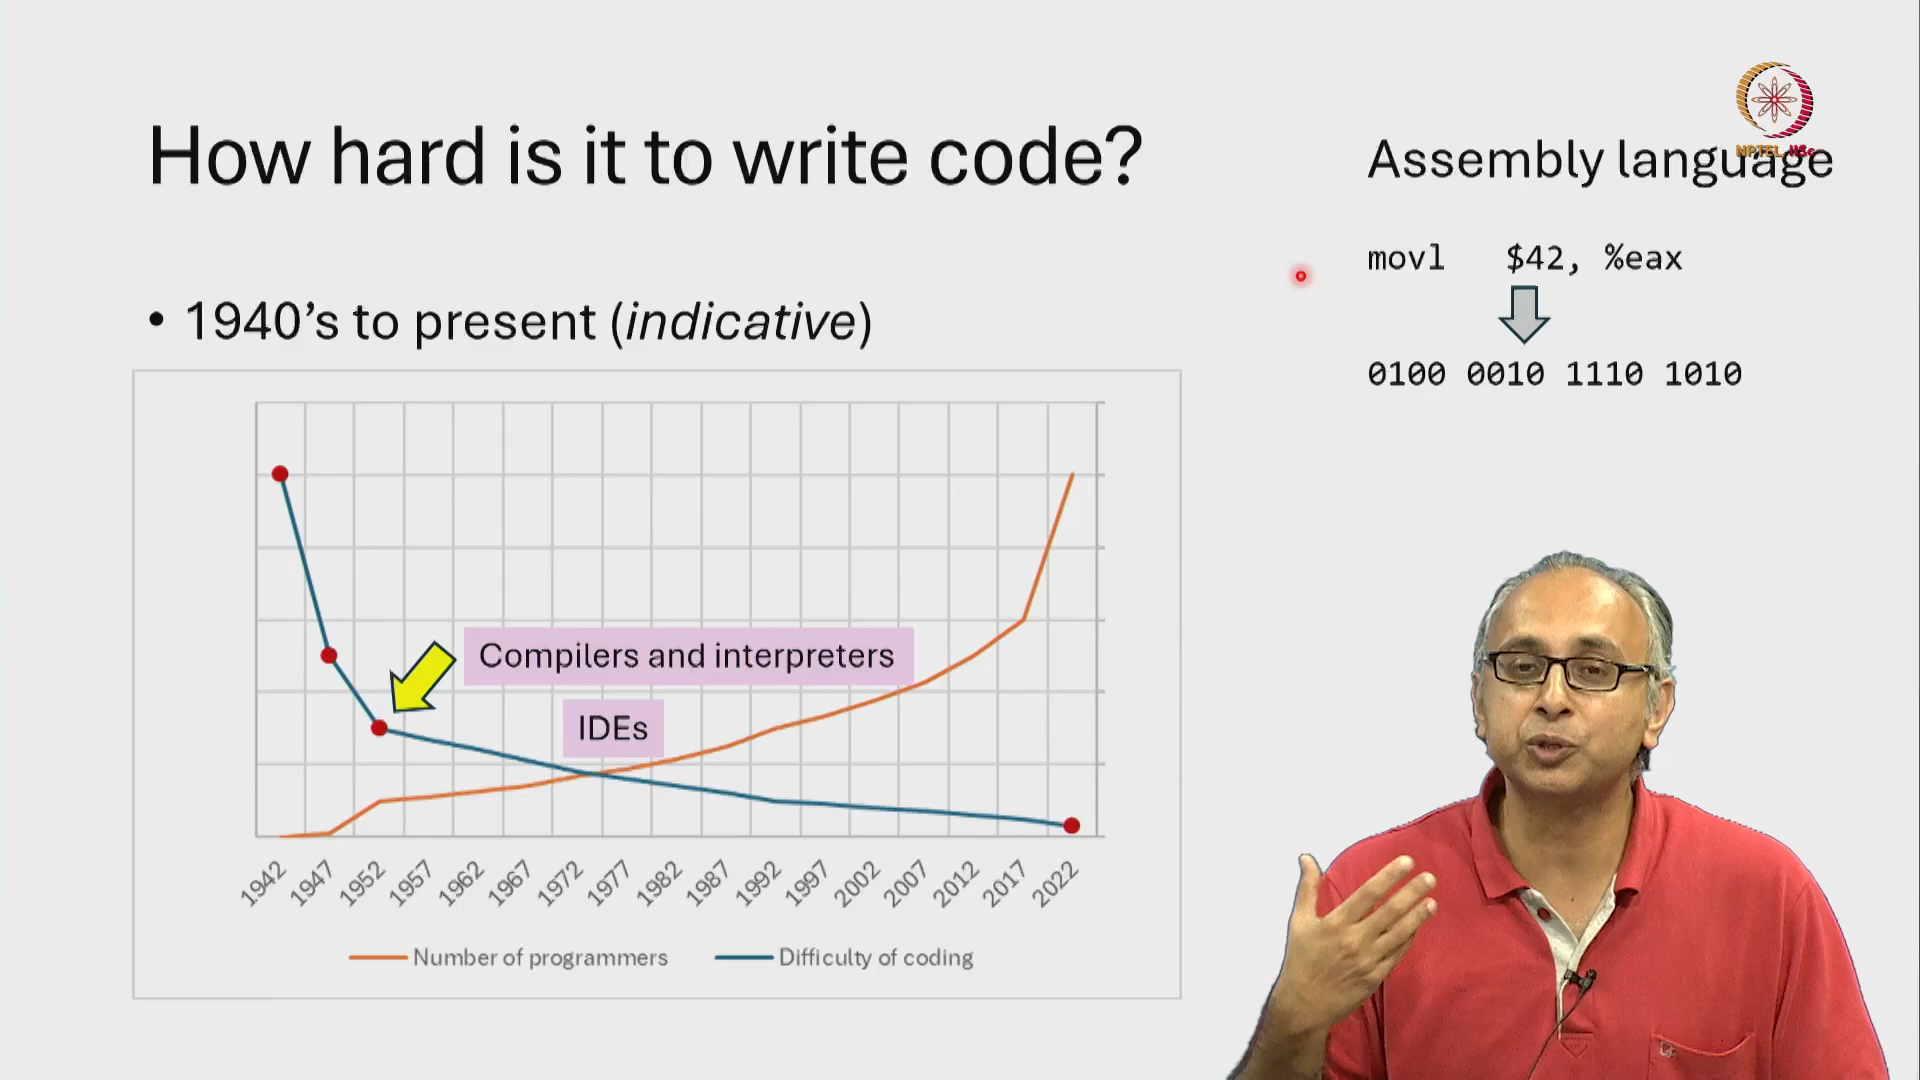 How hard is it to write code?
• 1940's to present (indicative)
Compilers and interpreters
IDEs
1942 1947 1952 1957 1962 1967 1972 1977 1982 1987 1992 1997 2002 2007 2012 2017 2022
Number of programmers Difficulty of coding
NPTEL IISc
Assembly language
movl $42, %eax
0100 0010 1110 1010